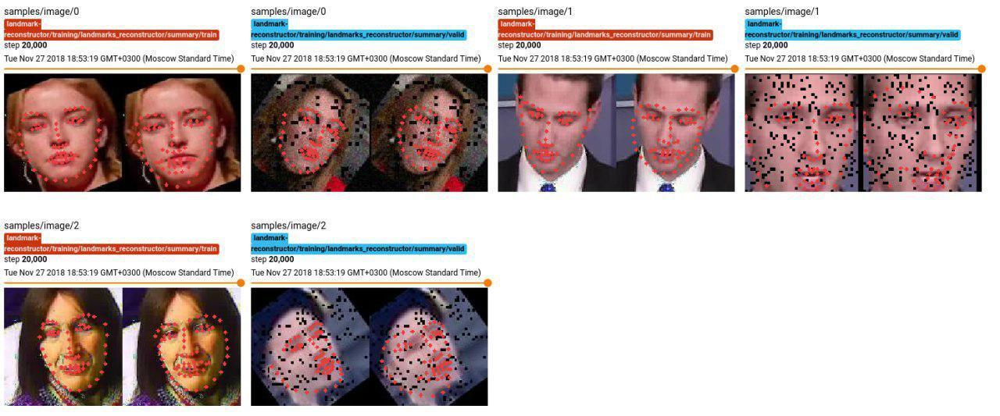 samples/image/0
landmark-
reconstructor/training/landmarks_reconstructor/summary/train
step 20,000
Tue Nov 27 2018 18:53:19 GMT+0300 (Moscow Standard Time)
samples/image/0
landmark-
reconstructor/training/landmarks_reconstructor/summary/valid
step 20,000
Tue Nov 27 2018 18:53:19 GMT+0300 (Moscow Standard Time)
samples/image/1
landmark-
reconstructor/training/landmarks_reconstructor/summary/train
step 20,000
Tue Nov 27 2018 18:53:19 GMT+0300 (Moscow Standard Time)
samples/image/1
landmark-
reconstructor/training/landmarks_reconstructor/summary/valid
step 20,000
Tue Nov 27 2018 18:53:19 GMT+0300 (Moscow Standard Time)
samples/image/2
landmark-
reconstructor/training/landmarks_reconstructor/summary/train
step 20,000
Tue Nov 27 2018 18:53:19 GMT+0300 (Moscow Standard Time)
samples/image/2
landmark-
reconstructor/training/landmarks_reconstructor/summary/valid
step 20,000
Tue Nov 27 2018 18:53:19 GMT+0300 (Moscow Standard Time)